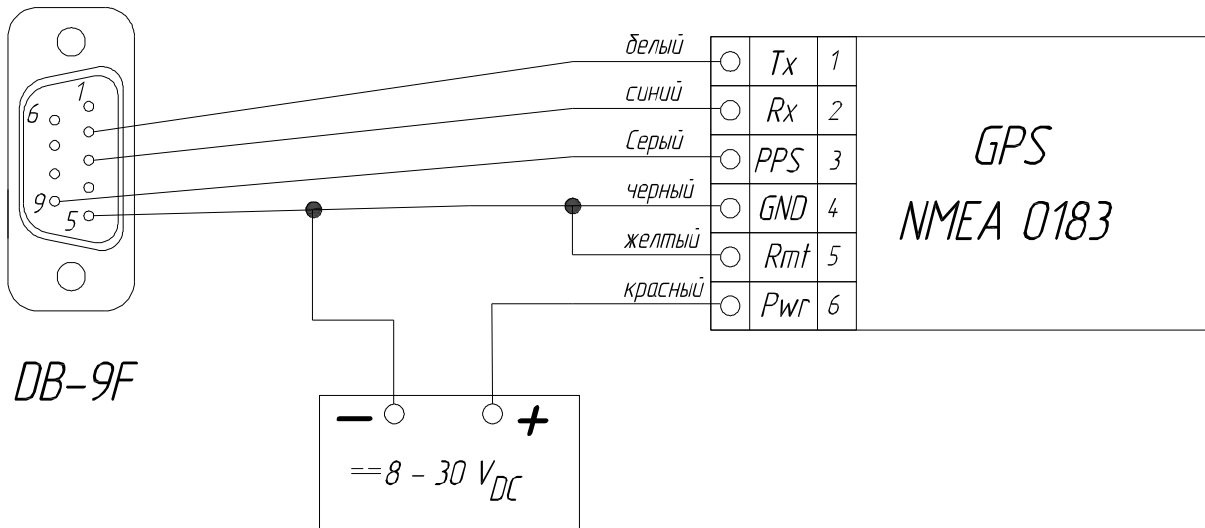 белый
Tx 1
синий
Rx 2
Серый
PPS 3
черный
GND 4
желтый
Rmt 5
красный
Pwr 6
GPS
NMEA 0183
1
6
9
5
DB-9F
− +
==8 - 30 VDC